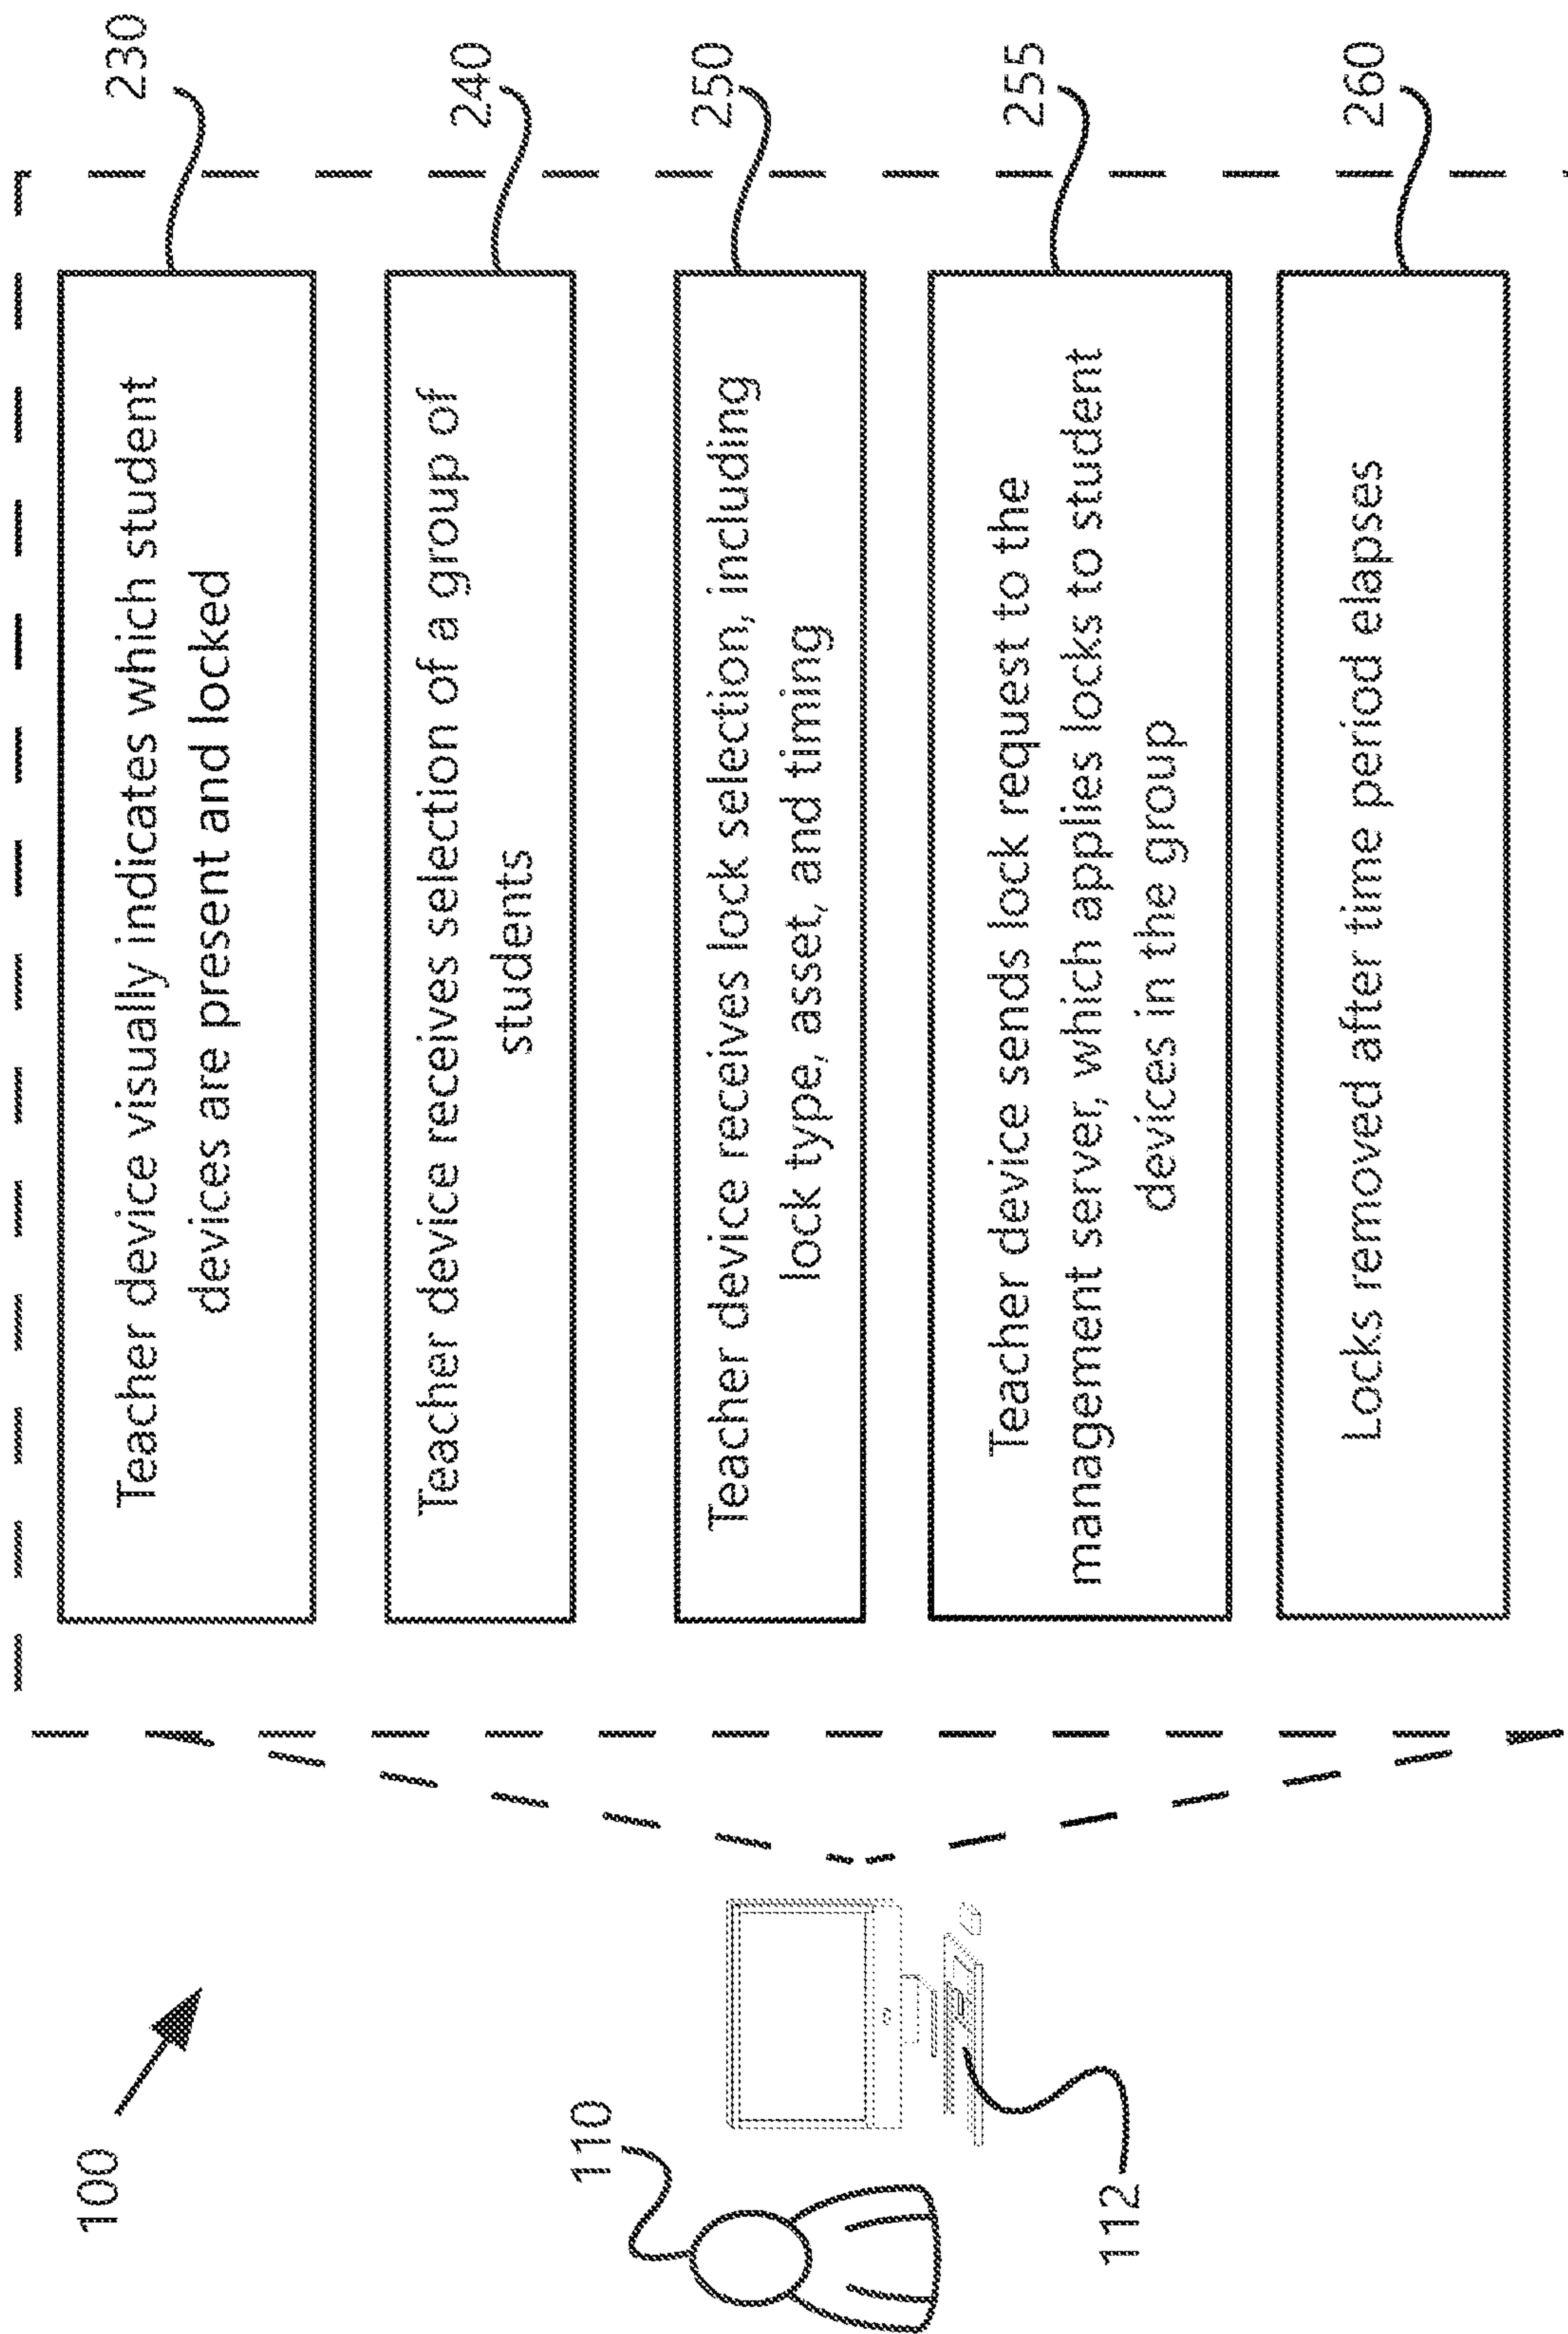 100
110
112
Teacher device visually indicates which student
devices are present and locked
230
Teacher device receives selection of a group of
students
240
Teacher device receives lock selection, including
lock type, asset, and timing
250
Teacher device sends lock request to the
management server, which applies locks to student
devices in the group
255
Locks removed after time period elapses
260